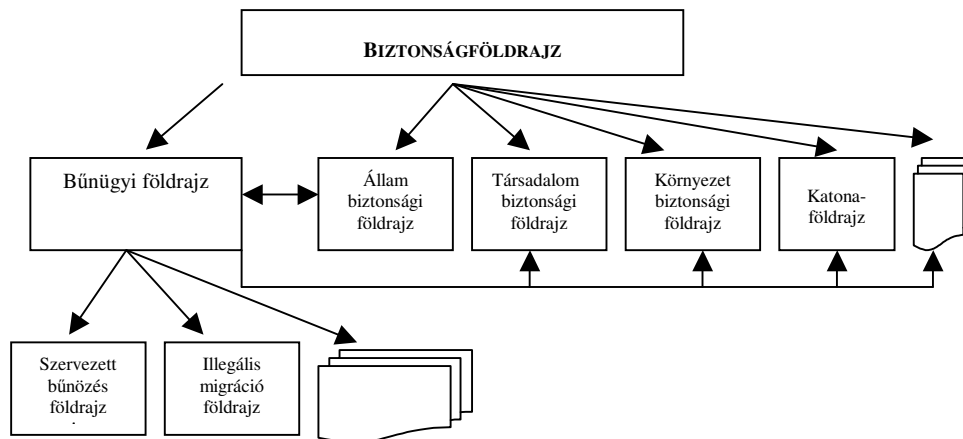 BIZTONSÁGFÖLDRAJZ
Bűnügyi földrajz
Állam
biztonsági
földrajz
Társadalom
biztonsági
földrajz
Környezet
biztonsági
földrajz
Katona-
földrajz
Szervezett
bűnözés
földrajz
.
Illegális
migráció
földrajz